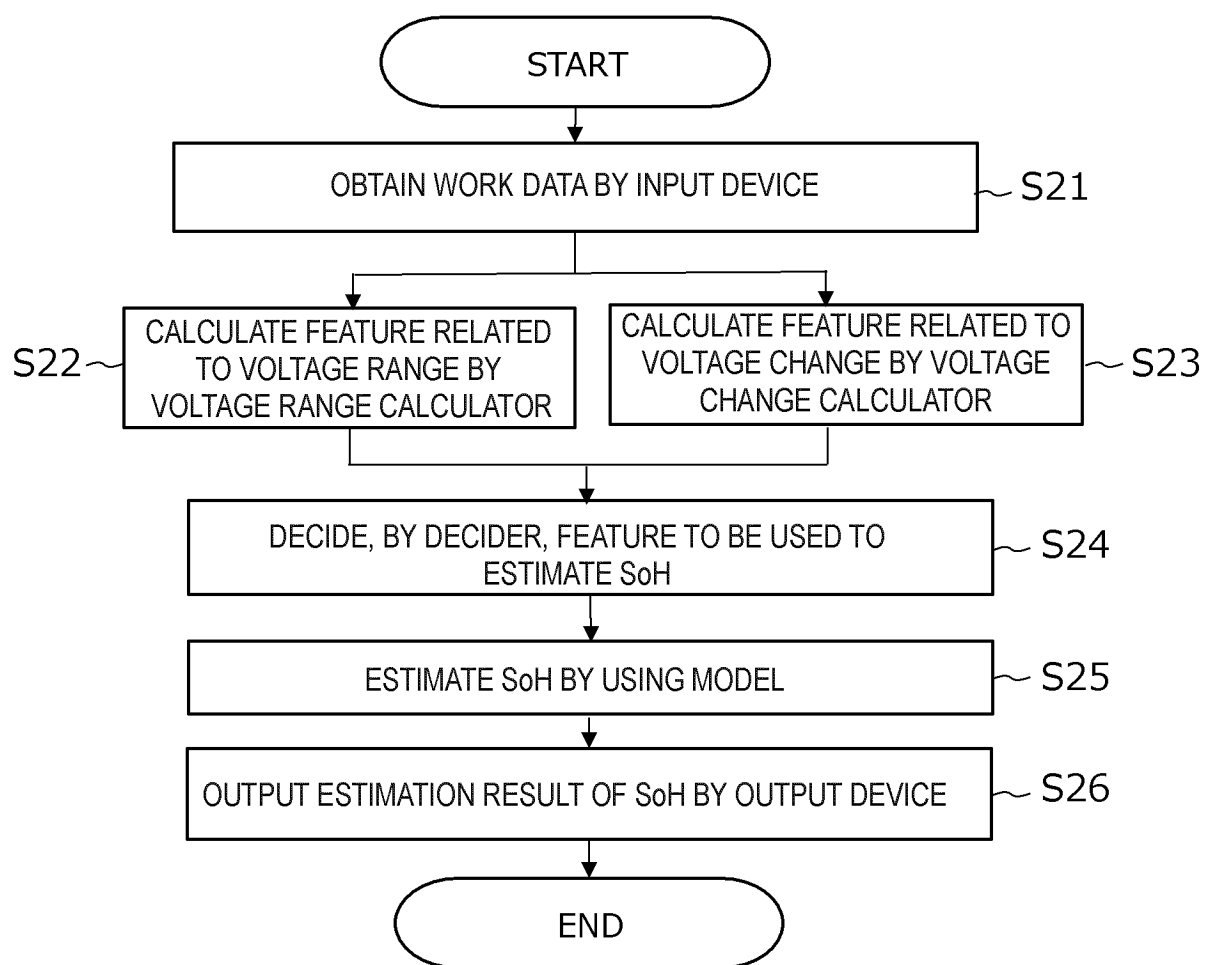 START
OBTAIN WORK DATA BY INPUT DEVICE
S21
S22
CALCULATE FEATURE RELATED
TO VOLTAGE RANGE BY
VOLTAGE RANGE CALCULATOR
CALCULATE FEATURE RELATED TO
VOLTAGE CHANGE BY VOLTAGE
CHANGE CALCULATOR
S23
DECIDE, BY DECIDER, FEATURE TO BE USED TO
ESTIMATE SoH
S24
ESTIMATE SoH BY USING MODEL
S25
OUTPUT ESTIMATION RESULT OF SoH BY OUTPUT DEVICE
S26
END